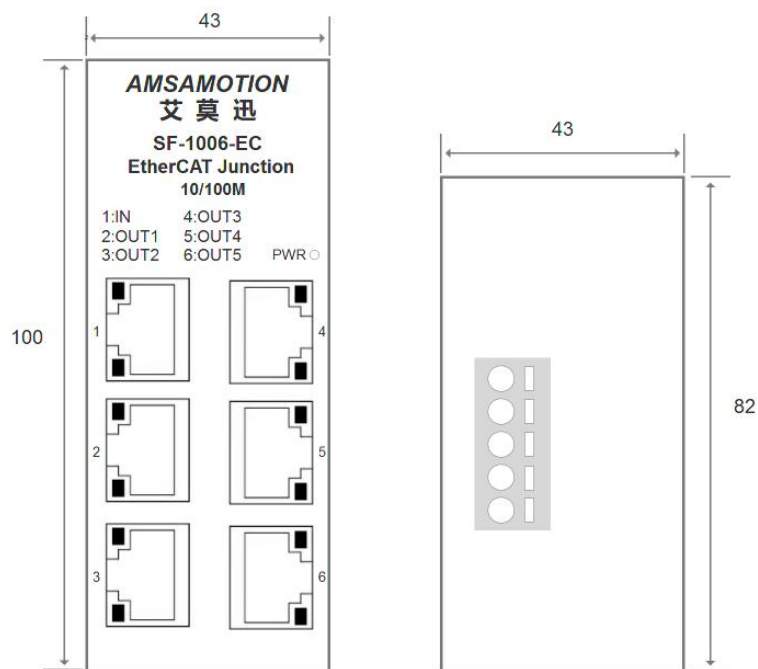 43
AMSAMOTION
艾莫迅
SF-1006-EC
EtherCAT Junction
10/100M
1:IN 4:OUT3
2:OUT1 5:OUT4
3:OUT2 6:OUT5 PWR
100
1 4
2 5
3 6
43
82